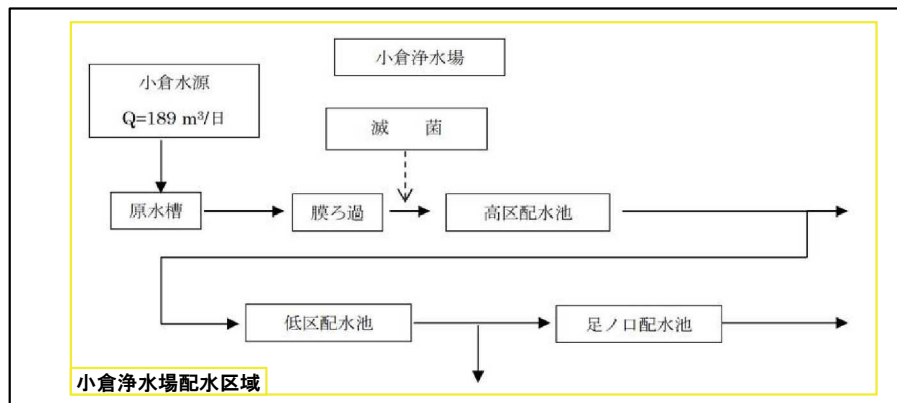 小倉浄水場
小倉水源
Q=189 m³/日
滅 菌
原水槽
膜ろ過
高区配水池
低区配水池
足ノ口配水池
小倉浄水場配水区域